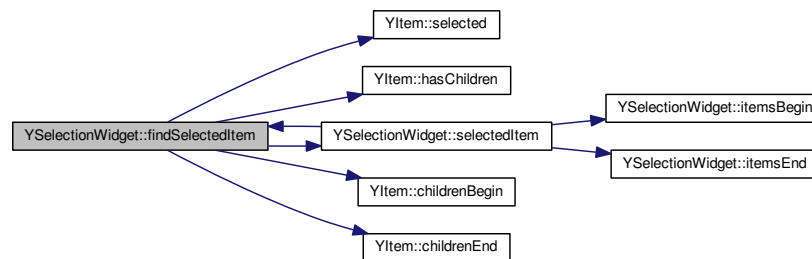 YItem::selected
YItem::hasChildren
YSelectionWidget::itemsBegin
YSelectionWidget::findSelectedItem
YSelectionWidget::selectedItem
YSelectionWidget::itemsEnd
YItem::childrenBegin
YItem::childrenEnd